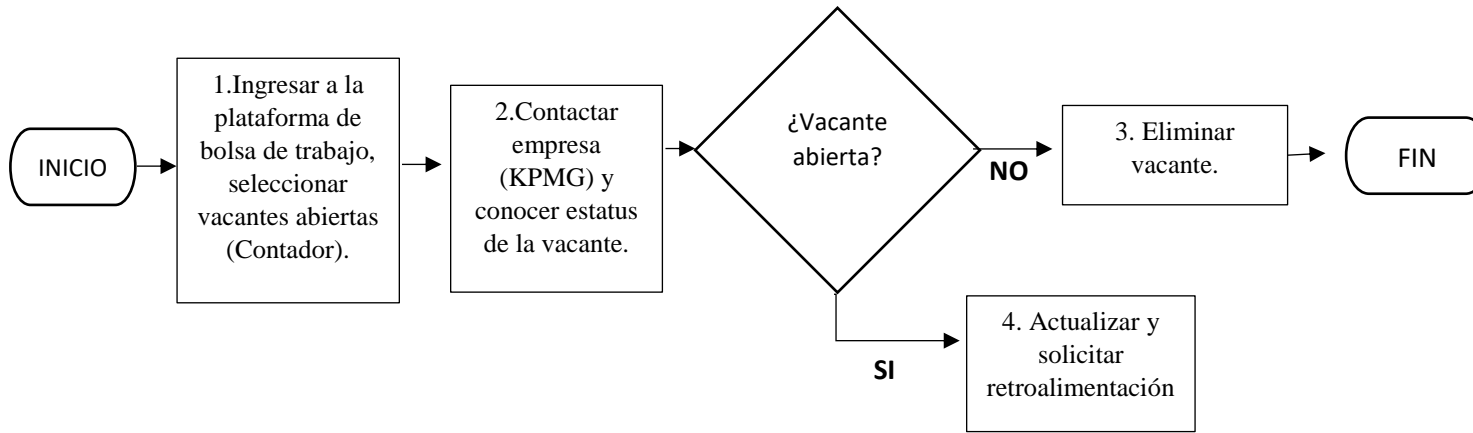 INICIO
1.Ingresar a la
plataforma de
bolsa de trabajo,
seleccionar
vacantes abiertas
(Contador).
2.Contactar
empresa
(KPMG) y
conocer estatus
de la vacante.
¿Vacante
abierta?
NO
3. Eliminar
vacante.
FIN
SI
4. Actualizar y
solicitar
retroalimentación